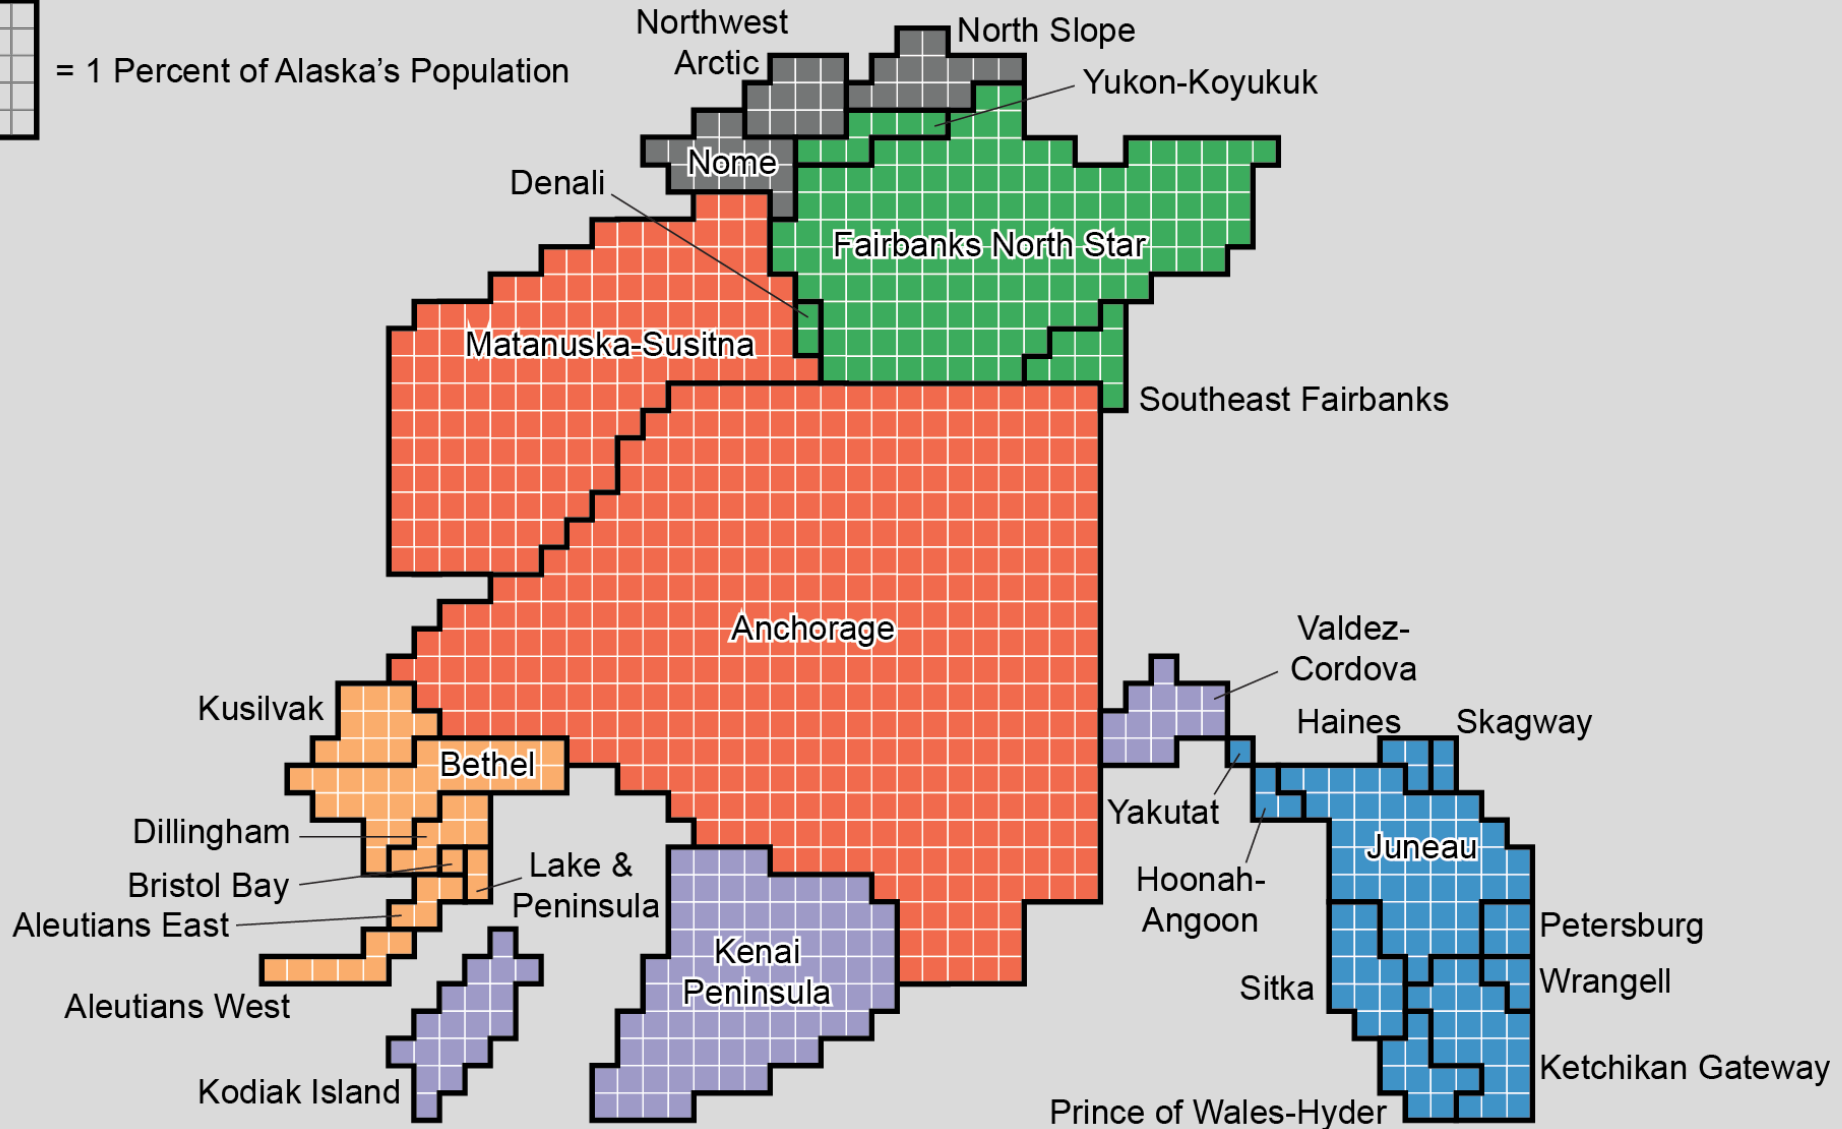 Northwest
Arctic
North Slope
= 1 Percent of Alaska’s Population
Yukon-Koyukuk
Nome
Denali
Fairbanks North Star
Matanuska-Susitna
Southeast Fairbanks
Anchorage
Valdez-
Cordova
Kusilvak
Haines
Skagway
Bethel
Yakutat
Dillingham
Juneau
Bristol Bay
Lake &
Peninsula
Hoonah-
Angoon
Aleutians East
Petersburg
Kenai
Peninsula
Sitka
Wrangell
Aleutians West
Ketchikan Gateway
Kodiak Island
Prince of Wales-Hyder